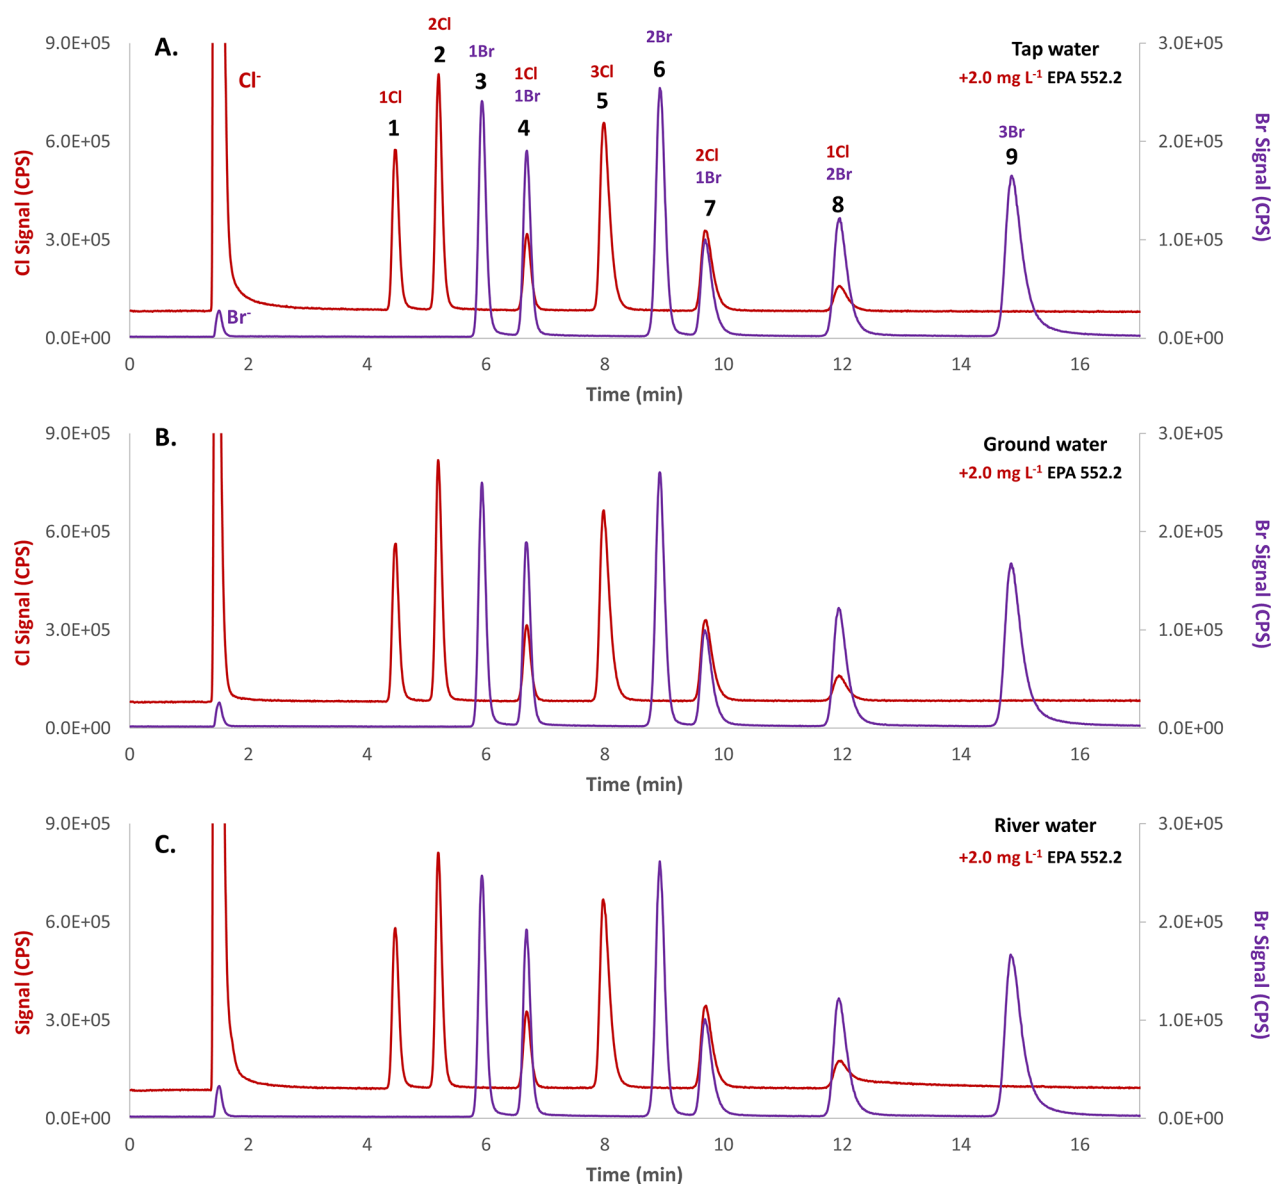 A.
Tap water
+2.0 mg L⁻¹ EPA 552.2
Cl Signal (CPS)
Br Signal (CPS)
9.0E+05
6.0E+05
3.0E+05
0.0E+00
3.0E+05
2.0E+05
1.0E+05
0.0E+00
Cl⁻
Br⁻
1Cl
1
2Cl
2
1Br
3
1Cl
1Br
4
3Cl
5
2Br
6
2Cl
1Br
7
1Cl
2Br
8
3Br
9
0 2 4 6 8 10 12 14 16
Time (min)
B.
Ground water
+2.0 mg L⁻¹ EPA 552.2
Cl Signal (CPS)
Br Signal (CPS)
9.0E+05
6.0E+05
3.0E+05
0.0E+00
3.0E+05
2.0E+05
1.0E+05
0.0E+00
0 2 4 6 8 10 12 14 16
Time (min)
C.
River water
+2.0 mg L⁻¹ EPA 552.2
Signal (CPS)
Br Signal (CPS)
9.0E+05
6.0E+05
3.0E+05
0.0E+00
3.0E+05
2.0E+05
1.0E+05
0.0E+00
0 2 4 6 8 10 12 14 16
Time (min)